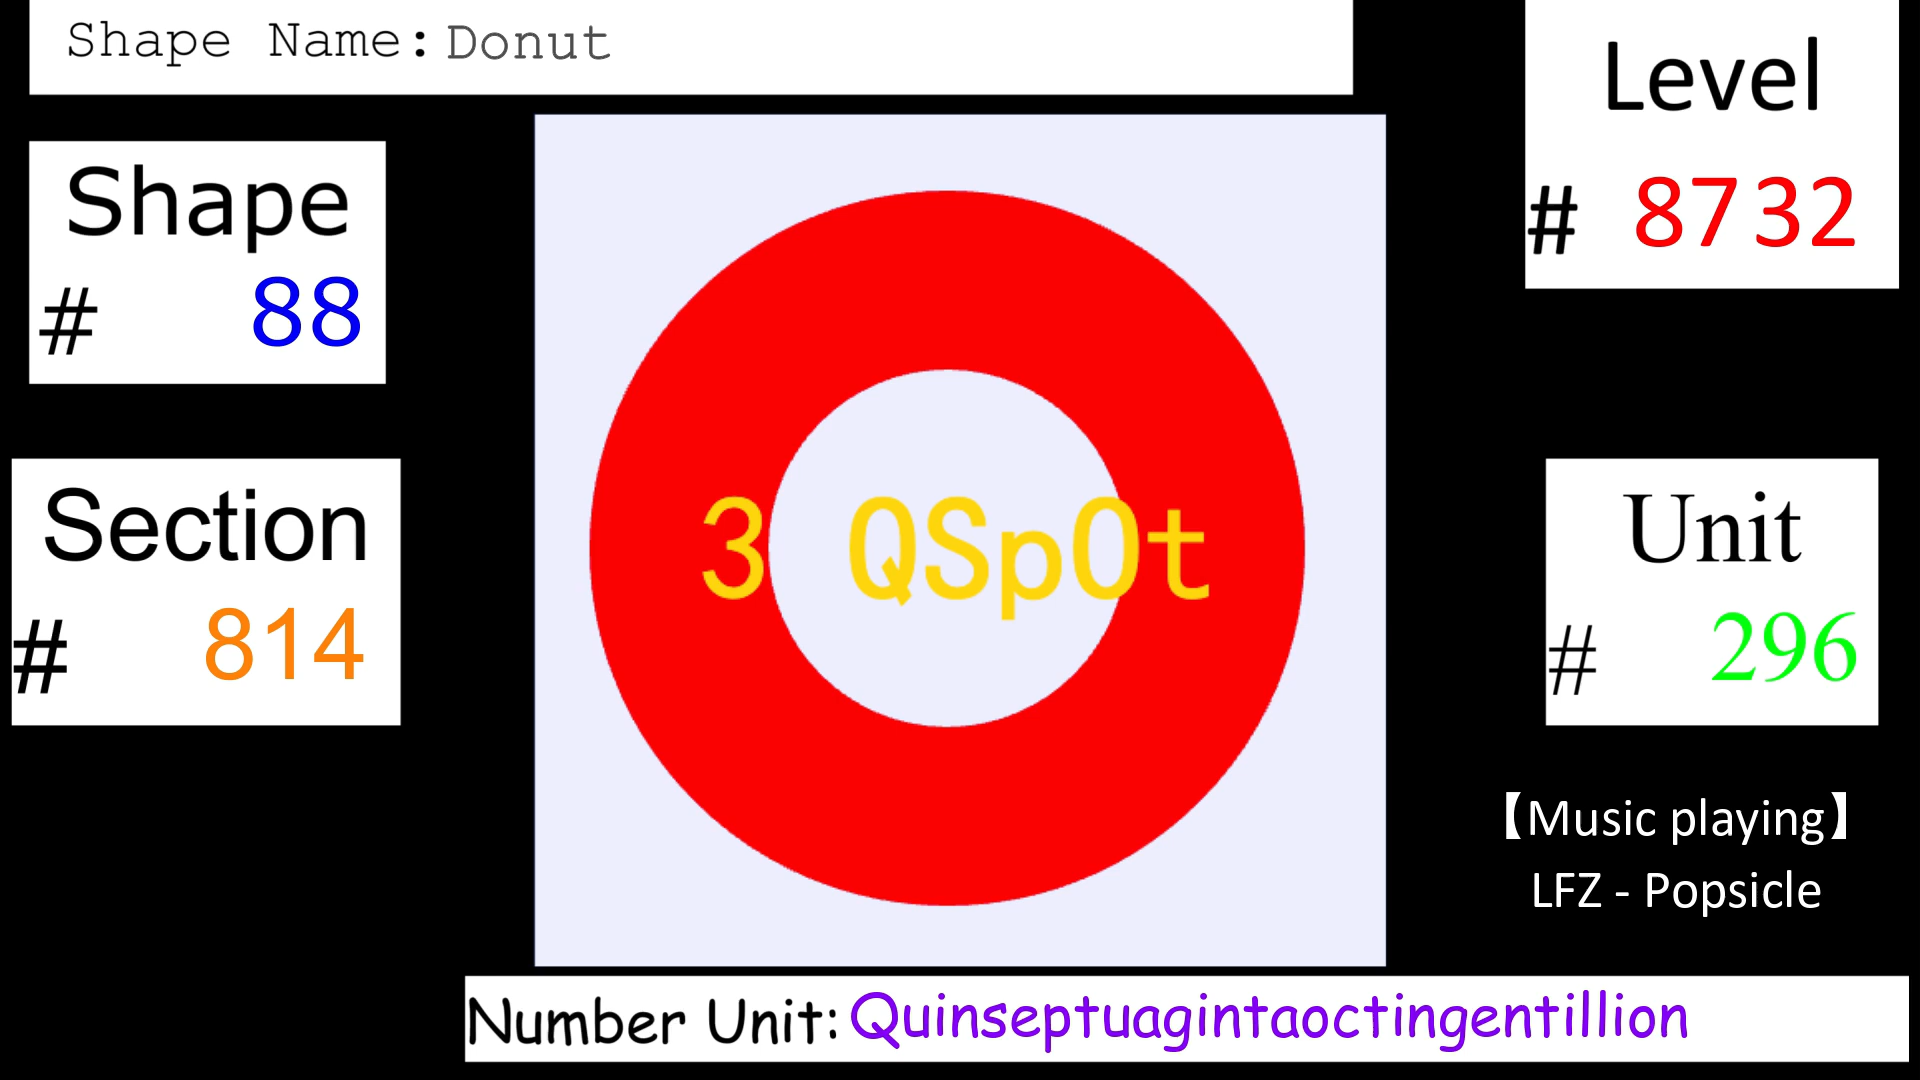 Shape Name: Donut
Level
# 8732
Shape
# 88
3 QSpOt
Section
# 814
Unit
# 296
【Music playing】
LFZ - Popsicle
Number Unit: Quinseptuagintaoctingentillion